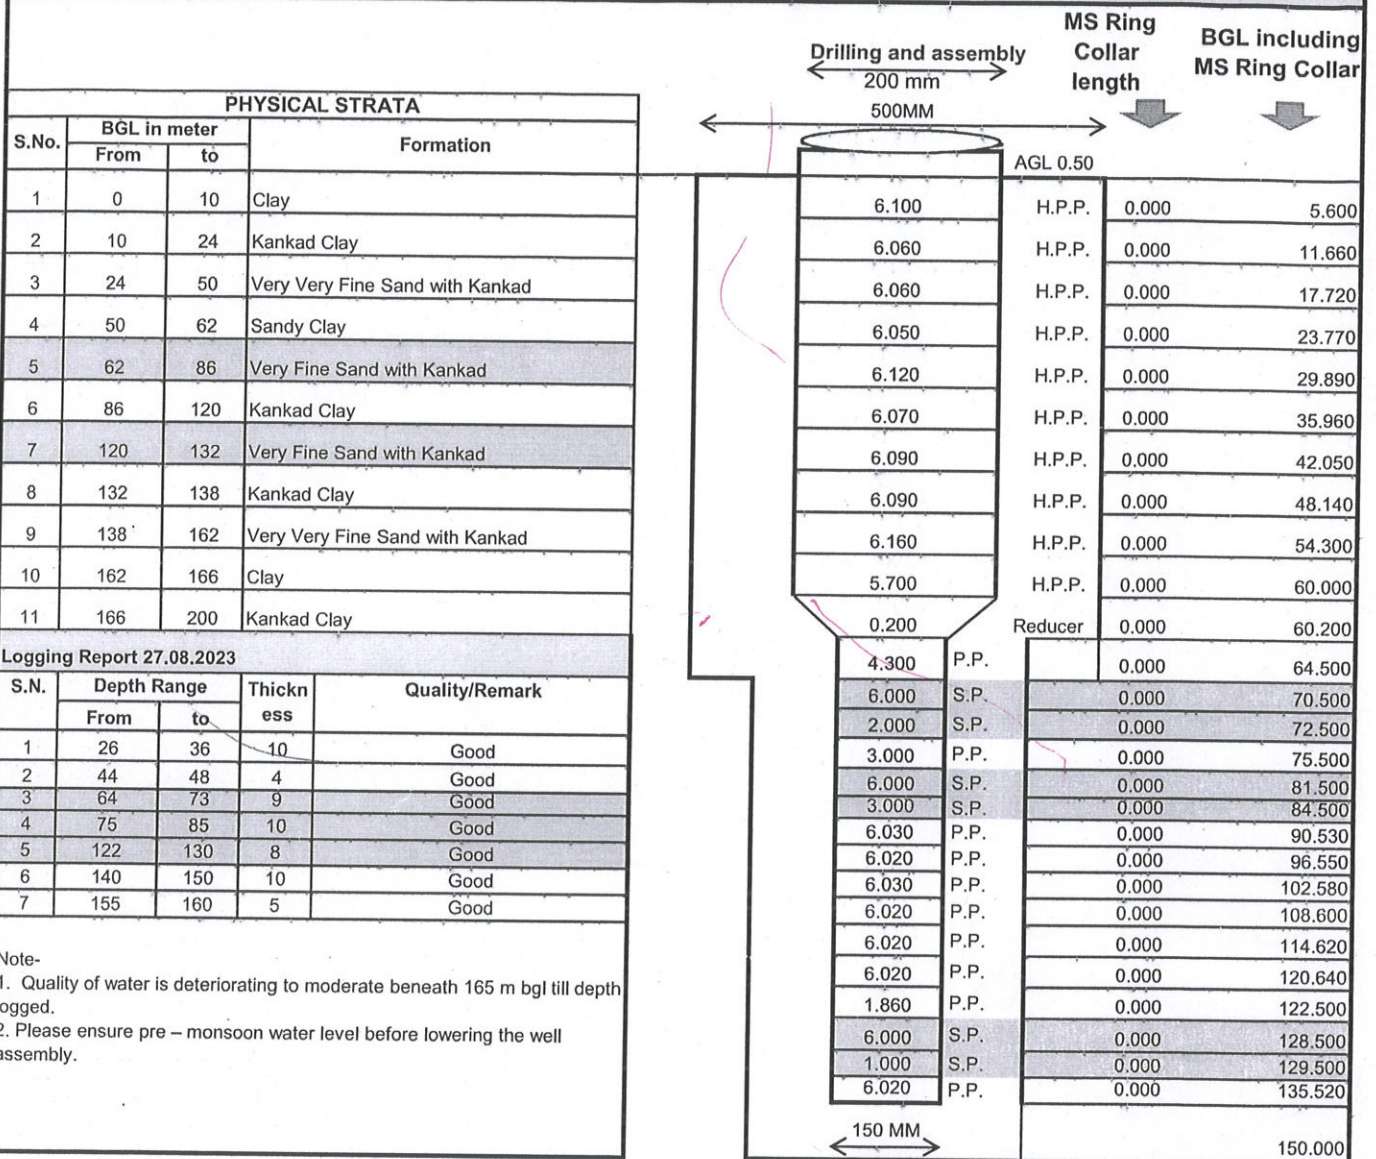 MS Ring Collar length
BGL including MS Ring Collar
Drilling and assembly
200 mm
500MM
AGL 0.50
PHYSICAL STRATA
S.No. BGL in meter Formation
From to
1 0 10 Clay
2 10 24 Kankad Clay
3 24 50 Very Very Fine Sand with Kankad
4 50 62 Sandy Clay
5 62 86 Very Fine Sand with Kankad
6 86 120 Kankad Clay
7 120 132 Very Fine Sand with Kankad
8 132 138 Kankad Clay
9 138 162 Very Very Fine Sand with Kankad
10 162 166 Clay
11 166 200 Kankad Clay
Logging Report 27.08.2023
S.N. Depth Range Thickn ess Quality/Remark
From to
1 26 36 10 Good
2 44 48 4 Good
3 64 73 9 Good
4 75 85 10 Good
5 122 130 8 Good
6 140 150 10 Good
7 155 160 5 Good
Note-
1. Quality of water is deteriorating to moderate beneath 165 m bgl till depth
logged.
2. Please ensure pre – monsoon water level before lowering the well
assembly.
6.100 H.P.P. 0.000 5.600
6.060 H.P.P. 0.000 11.660
6.060 H.P.P. 0.000 17.720
6.050 H.P.P. 0.000 23.770
6.120 H.P.P. 0.000 29.890
6.070 H.P.P. 0.000 35.960
6.090 H.P.P. 0.000 42.050
6.090 H.P.P. 0.000 48.140
6.160 H.P.P. 0.000 54.300
5.700 H.P.P. 0.000 60.000
0.200 Reducer 0.000 60.200
4.300 P.P. 0.000 64.500
6.000 S.P. 0.000 70.500
2.000 S.P. 0.000 72.500
3.000 P.P. 0.000 75.500
6.000 S.P. 0.000 81.500
3.000 S.P. 0.000 84.500
6.030 P.P. 0.000 90.530
6.020 P.P. 0.000 96.550
6.030 P.P. 0.000 102.580
6.020 P.P. 0.000 108.600
6.020 P.P. 0.000 114.620
6.020 P.P. 0.000 120.640
1.860 P.P. 0.000 122.500
6.000 S.P. 0.000 128.500
1.000 S.P. 0.000 129.500
6.020 P.P. 0.000 135.520
150 MM
150.000